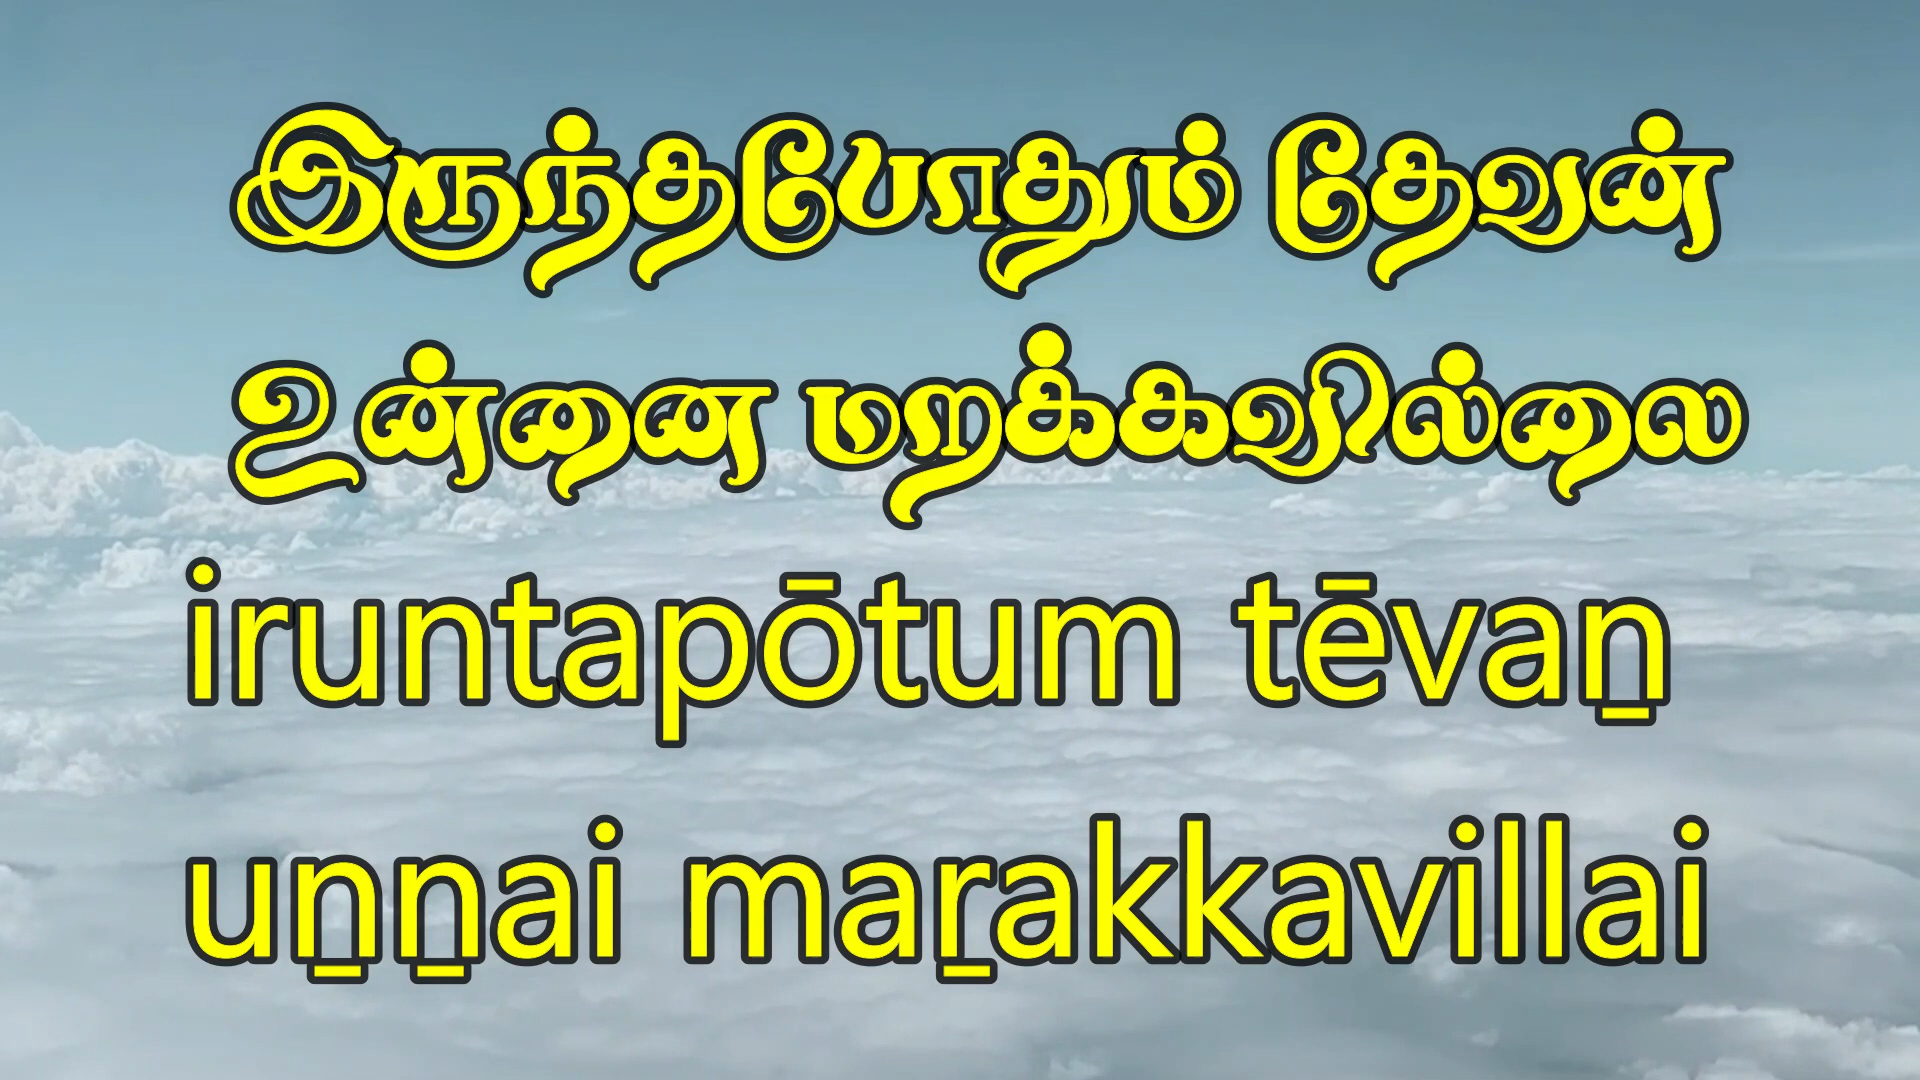 இருந்தபோதும் தேவன்
உன்னை மறக்கவில்லை
iruntapōtum tēvaṉ
uṉṉai maṟakkavillai